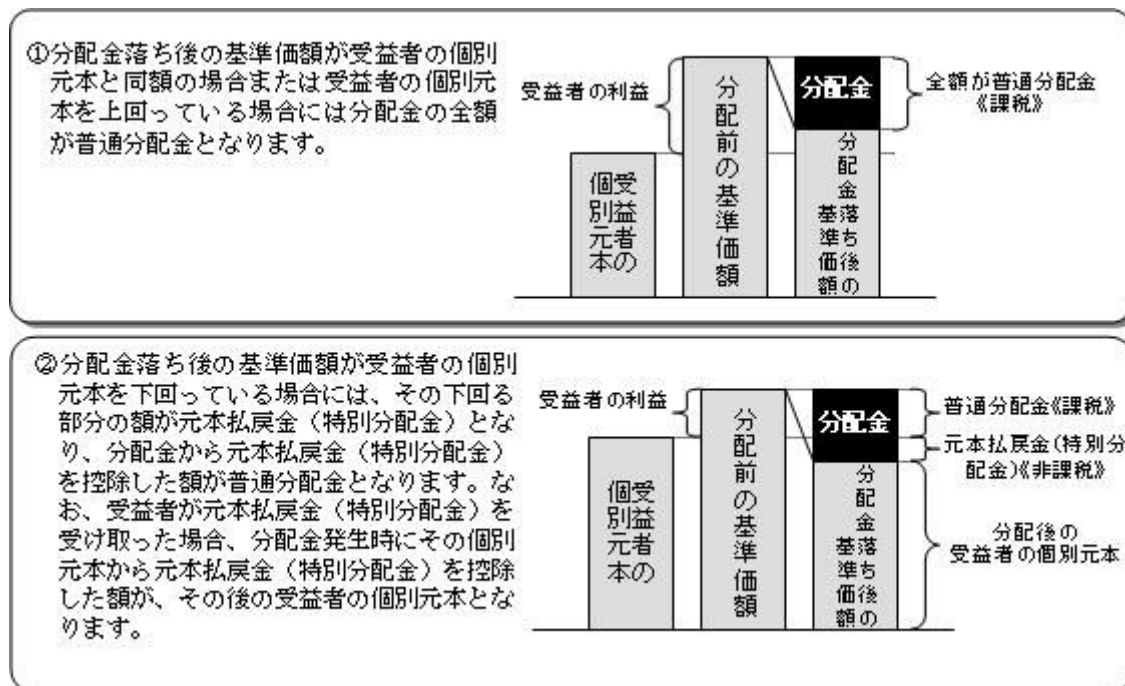 ①分配金落ち後の基準価額が受益者の個別
元本と同額の場合または受益者の個別元
本を上回っている場合には分配金の全額
が普通分配金となります。
受益者の利益
受益者の
個別元本
分配前の基準価額
分配金
分配金落ち後の
基準価額
全額が普通分配金
《課税》
②分配金落ち後の基準価額が受益者の個別
元本を下回っている場合には、その下回る
部分の額が元本払戻金（特別分配金）とな
り、分配金から元本払戻金（特別分配金）
を控除した額が普通分配金となります。な
お、受益者が元本払戻金（特別分配金）を
受け取った場合、分配金発生時にその個別
元本から元本払戻金（特別分配金）を控除
した額が、その後の受益者の個別元本とな
ります。
受益者の利益
受益者の
個別元本
分配前の基準価額
分配金
分配金落ち後の
基準価額
普通分配金《課税》
元本払戻金(特別分
配金)《非課税》
分配後の
受益者の個別元本